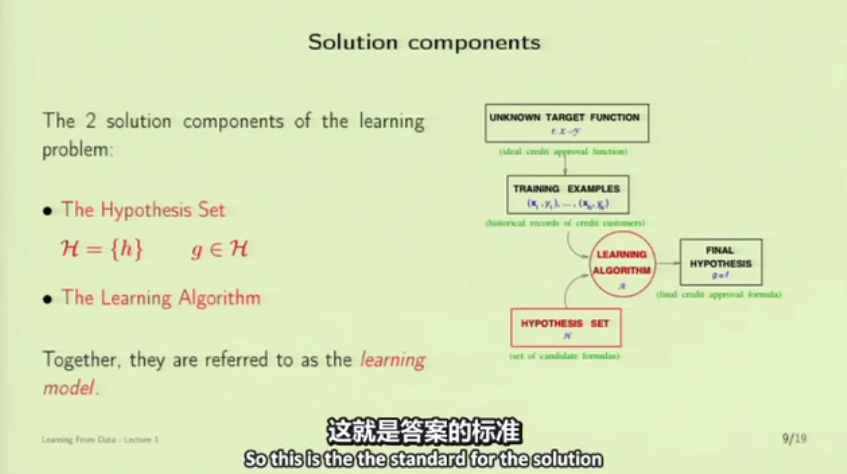 Solution components
The 2 solution components of the learning
problem:
• The Hypothesis Set
H = {h} g ∈ H
• The Learning Algorithm
Together, they are referred to as the learning
model.
UNKNOWN TARGET FUNCTION
(ideal credit approval function)
TRAINING EXAMPLES
(x₁, y₁), ... , (x_N, y_N)
(historical records of credit customers)
LEARNING
ALGORITHM
A
FINAL
HYPOTHESIS
(final credit approval formula)
HYPOTHESIS SET
H
(set of candidate formulas)
Learning From Data - Lecture 1
9/19
这就是答案的标准
So this is the the standard for the solution